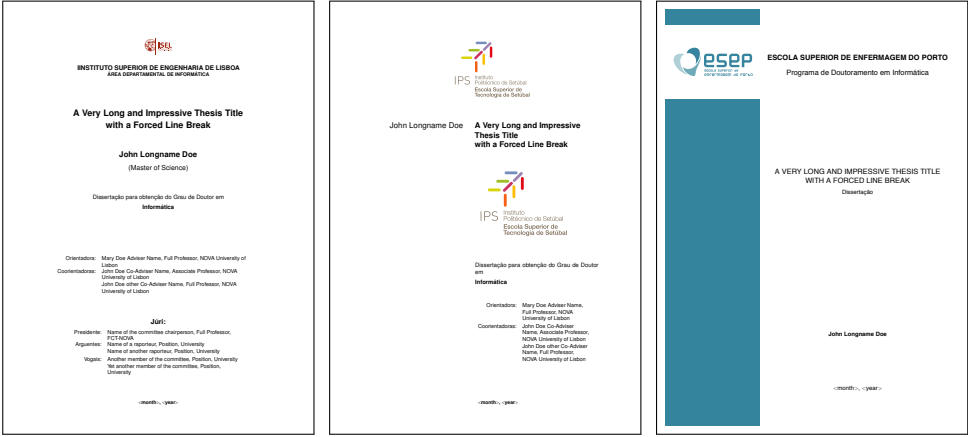 ISEL
IINSTITUTO SUPERIOR DE ENGENHARIA DE LISBOA
ÁREA DEPARTAMENTAL DE INFORMÁTICA
A Very Long and Impressive Thesis Title
with a Forced Line Break
John Longname Doe
(Master of Science)
Dissertação para obtenção do Grau de Doutor em
Informática
Orientadora: Mary Doe Adviser Name, Full Professor, NOVA University of
Lisbon
Coorientadoras: John Doe Co-Adviser Name, Associate Professor, NOVA
University of Lisbon
John Doe other Co-Adviser Name, Full Professor, NOVA
University of Lisbon
Júri:
Presidente: Name of the committee chairperson, Full Professor,
FCT-NOVA
Arguentes: Name of a raporteur, Position, University
Name of another raporteur, Position, University
Vogais: Another member of the committee, Position, University
Yet another member of the committee, Position,
University
<month>, <year>
IPS Instituto
Politécnico de Setúbal
Escola Superior de
Tecnologia de Setúbal
John Longname Doe A Very Long and Impressive
Thesis Title
with a Forced Line Break
IPS Instituto
Politécnico de Setúbal
Escola Superior de
Tecnologia de Setúbal
Dissertação para obtenção do Grau de Doutor
em
Informática
Orientadora: Mary Doe Adviser Name,
Full Professor, NOVA
University of Lisbon
Coorientadoras: John Doe Co-Adviser
Name, Associate Professor,
NOVA University of Lisbon
John Doe other Co-Adviser
Name, Full Professor,
NOVA University of Lisbon
<month>, <year>
esep
escola superior de
enfermagem do porto
ESCOLA SUPERIOR DE ENFERMAGEM DO PORTO
Programa de Doutoramento em Informática
A VERY LONG AND IMPRESSIVE THESIS TITLE
WITH A FORCED LINE BREAK
Dissertação
John Longname Doe
<month>, <year>